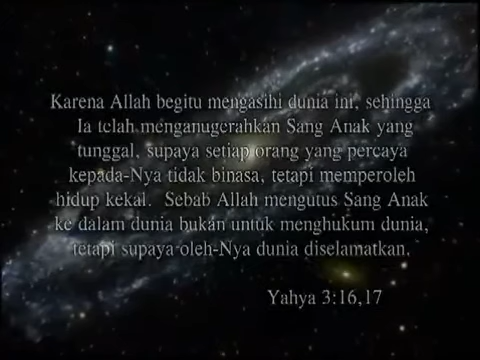 Karena Allah begitu mengasihi dunia ini, sehingga
Ia telah menganugerahkan Sang Anak yang
tunggal, supaya setiap orang yang percaya
kepada-Nya tidak binasa, tetapi memperoleh
hidup kekal.  Sebab Allah mengutus Sang Anak
ke dalam dunia bukan untuk menghukum dunia,
tetapi supaya oleh-Nya dunia diselamatkan.
Yahya 3:16,17